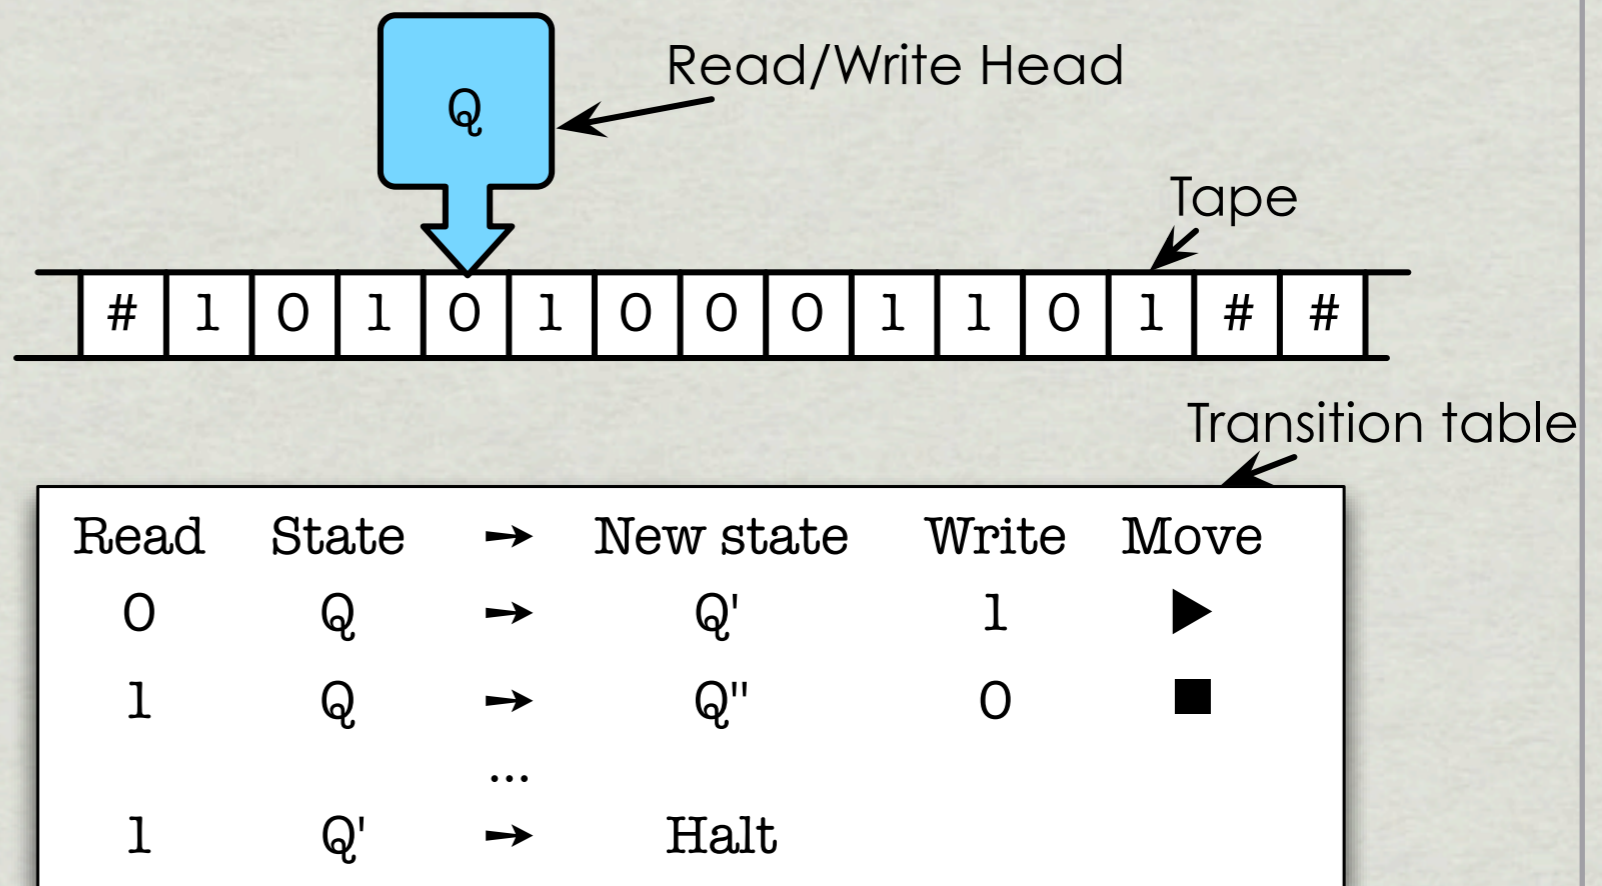 Q
Read/Write Head
Tape
# 1 0 1 0 1 0 0 0 1 1 0 1 # #
Transition table
Read State → New state Write Move
0 Q → Q' 1 ▶
1 Q → Q" 0 ■
...
1 Q' → Halt